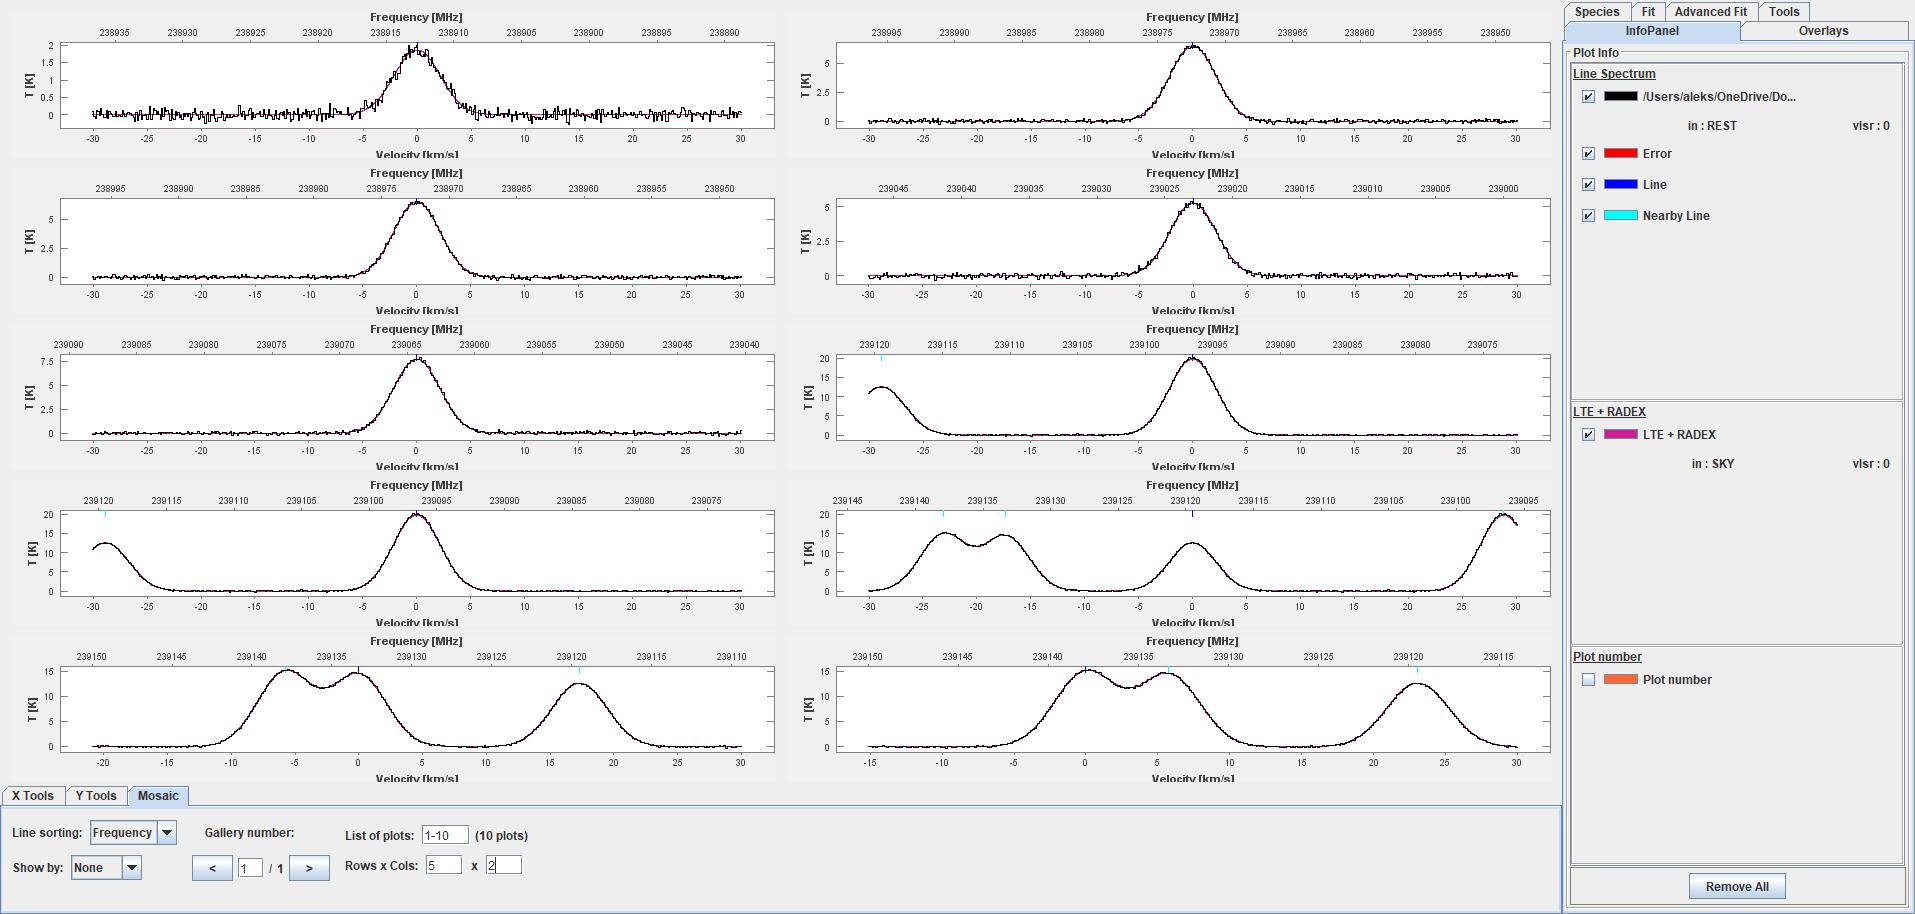 Frequency [MHz]
238935 238930 238925 238920 238915 238910 238905 238900 238895 238890
T [K]
2
1.5
1
0.5
0
-30 -25 -20 -15 -10 -5 0 5 10 15 20 25 30
Velocity [km/s]
Frequency [MHz]
238995 238990 238985 238980 238975 238970 238965 238960 238955 238950
T [K]
5
2.5
0
-30 -25 -20 -15 -10 -5 0 5 10 15 20 25 30
Velocity [km/s]
Frequency [MHz]
238995 238990 238985 238980 238975 238970 238965 238960 238955 238950
T [K]
5
2.5
0
-30 -25 -20 -15 -10 -5 0 5 10 15 20 25 30
Velocity [km/s]
Frequency [MHz]
239045 239040 239035 239030 239025 239020 239015 239010 239005 239000
T [K]
5
2.5
0
-30 -25 -20 -15 -10 -5 0 5 10 15 20 25 30
Velocity [km/s]
Frequency [MHz]
239090 239085 239080 239075 239070 239065 239060 239055 239050 239045 239040
T [K]
7.5
5
2.5
0
-30 -25 -20 -15 -10 -5 0 5 10 15 20 25 30
Velocity [km/s]
Frequency [MHz]
239120 239115 239110 239105 239100 239095 239090 239085 239080 239075
T [K]
20
15
10
5
0
-30 -25 -20 -15 -10 -5 0 5 10 15 20 25 30
Velocity [km/s]
Frequency [MHz]
239120 239115 239110 239105 239100 239095 239090 239085 239080 239075
T [K]
20
15
10
5
0
-30 -25 -20 -15 -10 -5 0 5 10 15 20 25 30
Velocity [km/s]
Frequency [MHz]
239145 239140 239135 239130 239125 239120 239115 239110 239105 239100 239095
T [K]
20
15
10
5
0
-30 -25 -20 -15 -10 -5 0 5 10 15 20 25 30
Velocity [km/s]
Frequency [MHz]
239150 239145 239140 239135 239130 239125 239120 239115 239110
T [K]
15
10
5
0
-20 -15 -10 -5 0 5 10 15 20 25 30
Velocity [km/s]
Frequency [MHz]
239150 239145 239140 239135 239130 239125 239120 239115
T [K]
15
10
5
0
-15 -10 -5 0 5 10 15 20 25 30
Velocity [km/s]
X Tools Y Tools Mosaic
Line sorting: Frequency Gallery number: List of plots: 1-10 (10 plots)
Show by: None < 1 / 1 > Rows x Cols: 5 x 2
Species Fit Advanced Fit Tools
InfoPanel Overlays
Plot Info
Line Spectrum
/Users/aleks/OneDrive/Do...
in : REST vlsr : 0
Error
Line
Nearby Line
LTE + RADEX
LTE + RADEX
in : SKY vlsr : 0
Plot number
Plot number
Remove All